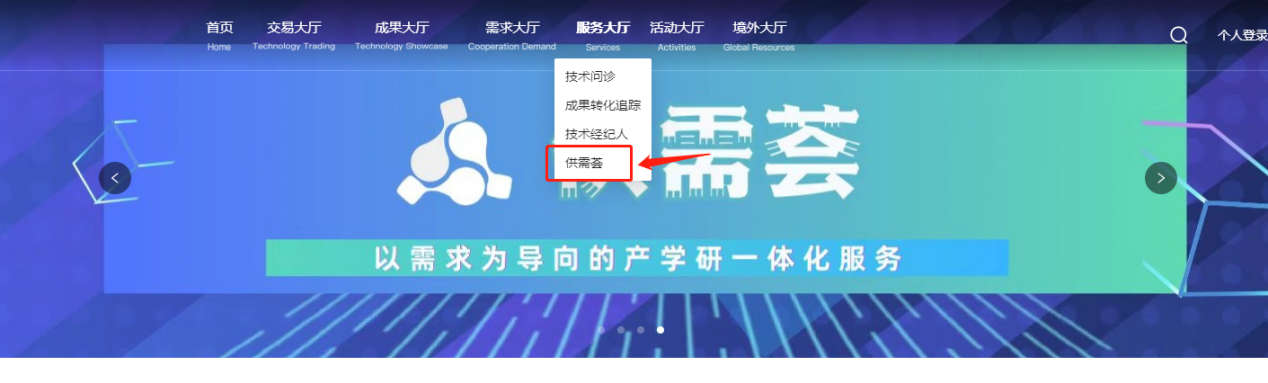 首页 交易大厅 成果大厅 需求大厅 服务大厅 活动大厅 境外大厅 个人登录
Home Technology Trading Technology Showcase Cooperation Demand Services Activities Global Resources
技术问诊
成果转化追踪
技术经纪人
供需荟
需荟
以需求为导向的产学研一体化服务